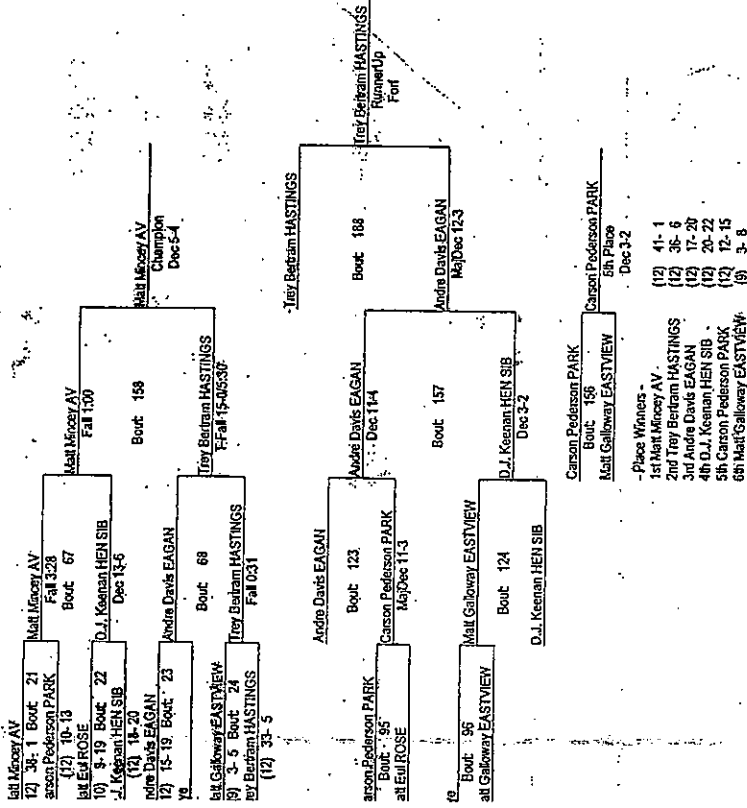 latt Mincey AV
12) 38- 1 Bout: 21
arson Pederson PARK
(12) 10-13
latt Eul ROSE
10) 9-19 Bout: 22
.J. Keenan HEN SIB
(12) 18-20
ndre Davis EAGAN
12) 15-19 Bout: 23
ye
latt Galloway EASTVIEW
(9) 3- 5 Bout: 24
rey Bertram HASTINGS
(12) 33- 5
Matt Mincey AV
Fall 3:28
Bout: 67
D.J. Keenan HEN SIB
Dec 13-6
Andre Davis EAGAN
Bout: 68
Trey Bertram HASTINGS
Fall 0:31
Matt Mincey AV
Fall 1:00
Bout: 158
Trey Bertram HASTINGS
T-Fall 15-0/5:30
Matt Mincey AV
Champion
Dec 5-4
arson Pederson PARK
Bout: 95
att Eul ROSE
ye
Bout: 96
att Galloway EASTVIEW
Andre Davis EAGAN
Bout: 123
Carson Pederson PARK
MajDec 11-3
Matt Galloway EASTVIEW
Bout: 124
D.J. Keenan HEN SIB
Andre Davis EAGAN
Dec 11-4
Bout: 157
D.J. Keenan HEN SIB
Dec 3-2
Trey Bertram HASTINGS
Bout: 188
Andre Davis EAGAN
MajDec 12-3
Trey Bertram HASTINGS
RunnerUp
Forf
Carson Pederson PARK
Bout: 156
Matt Galloway EASTVIEW
Carson Pederson PARK
5th Place
Dec 3-2
- Place Winners -
1st Matt Mincey AV (12) 41- 1
2nd Trey Bertram HASTINGS (12) 36- 6
3rd Andre Davis EAGAN (12) 17-20
4th D.J. Keenan HEN SIB (12) 20-22
5th Carson Pederson PARK (12) 12-15
6th Matt Galloway EASTVIEW (9) 3- 8